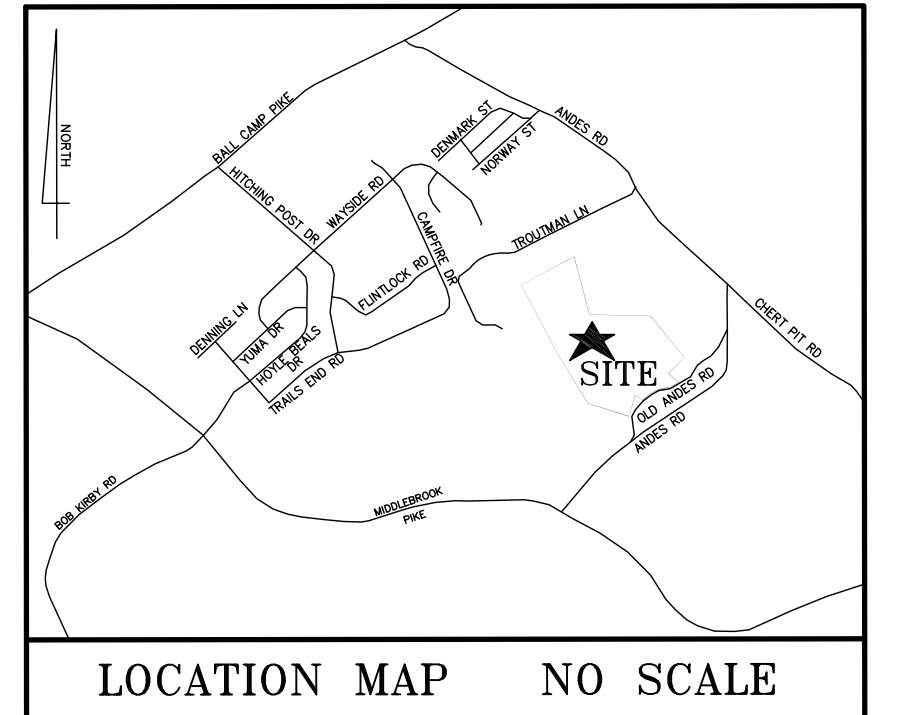 NORTH
BALL CAMP PIKE
HITCHING POST DR
WAYSIDE RD
DENMARK ST
NORWAY ST
ANDES RD
CAMPFIRE DR
TROUTMAN LN
FLINTLOCK RD
DENNING LN
YUMA DR
HOYLE BEALS
DR
TRAILS END RD
CHERT PIT RD
SITE
OLD ANDES RD
ANDES RD
BOB KIRBY RD
MIDDLEBROOK
PIKE
LOCATION MAP NO SCALE